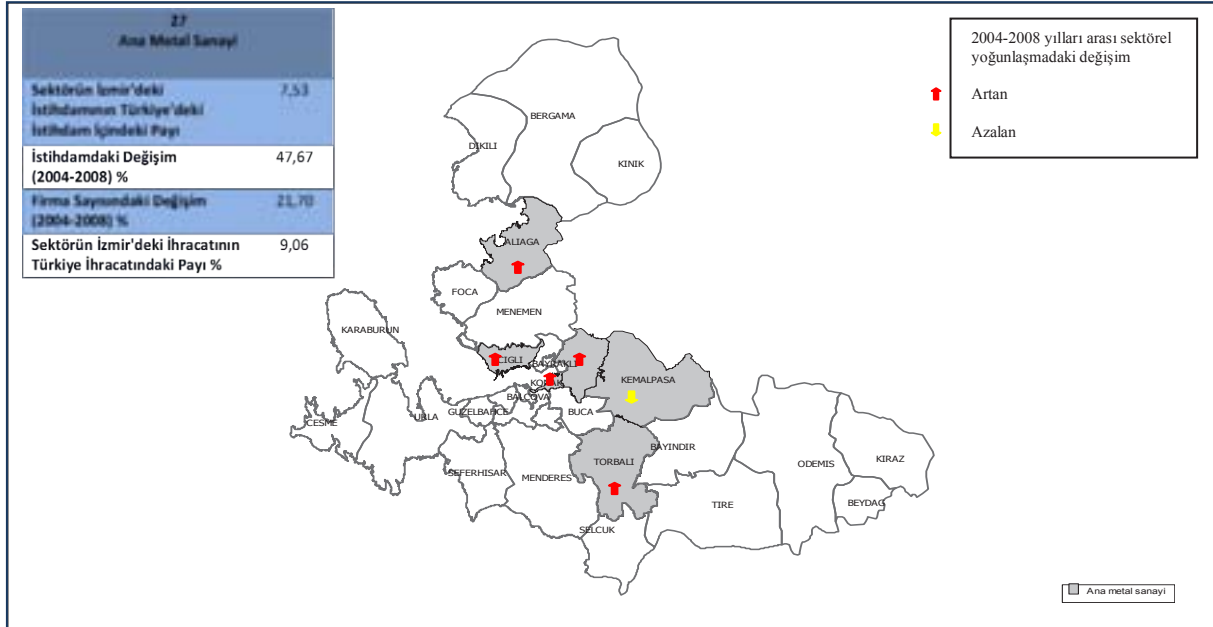 27
Ana Metal Sanayi
Sektörün İzmir'deki 7,53
İstihdamının Türkiye'deki
İstihdam İçindeki Payı
İstihdamdaki Değişim 47,67
(2004-2008) %
Firma Sayısındaki Değişim 21,70
(2004-2008) %
Sektörün İzmir'deki İhracatının 9,06
Türkiye İhracatındaki Payı %
2004-2008 yılları arası sektörel
yoğunlaşmadaki değişim
Artan
Azalan
BERGAMA
DIKILI
KINIK
ALIAGA
FOCA
MENEMEN
KARABURUN
CIGLI
BAYRAKLI
KONAK
KEMALPASA
BALCOVA
GUZELBAHCE
BUCA
URLA
CESME
BAYINDIR
TORBALI
SEFERHISAR
MENDERES
ODEMIS
KIRAZ
TIRE
BEYDAG
SELCUK
Ana metal sanayi